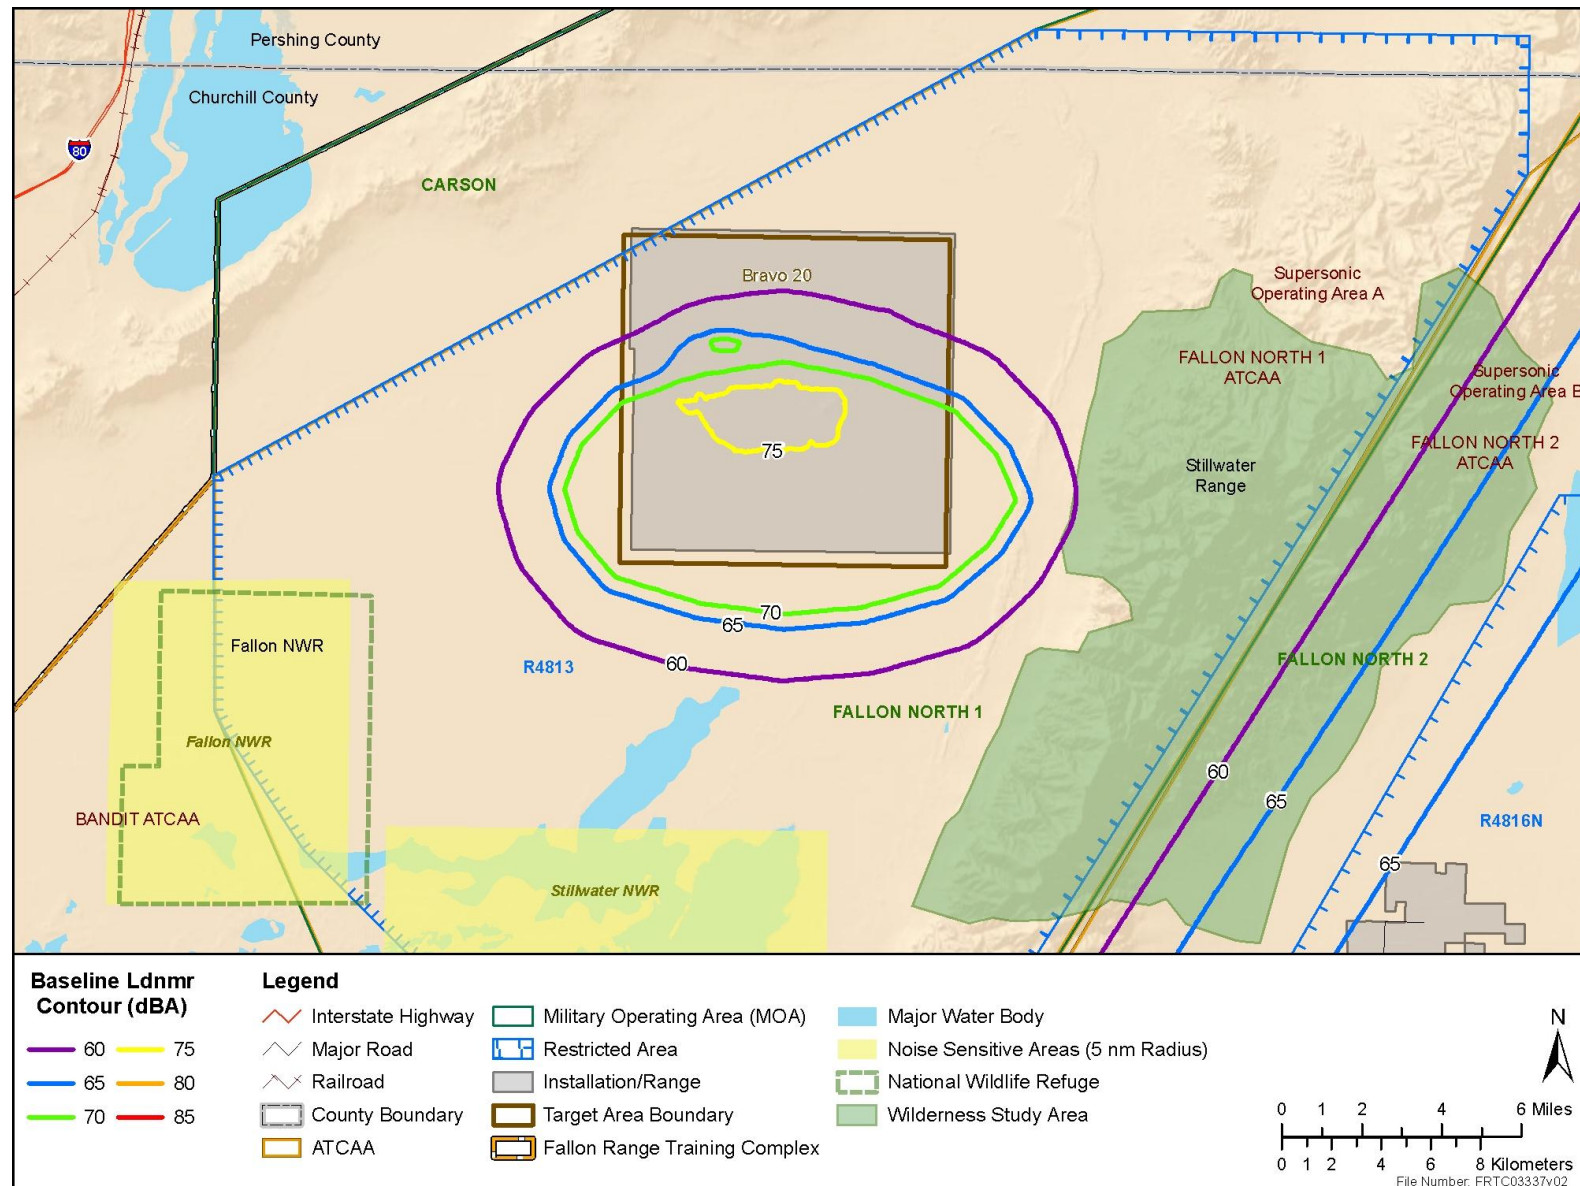 Pershing County
Churchill County
80
CARSON
Bravo 20
Supersonic
Operating Area A
FALLON NORTH 1
ATCAA
Supersonic
Operating Area B
FALLON NORTH 2
ATCAA
Stillwater
Range
75
70
65
60
Fallon NWR
R4813
FALLON NORTH 2
FALLON NORTH 1
Fallon NWR
60
65
BANDIT ATCAA
R4816N
65
Stillwater NWR
Baseline Ldnmr
Contour (dBA)
60
75
65
80
70
85
Legend
Interstate Highway
Major Road
Railroad
County Boundary
ATCAA
Military Operating Area (MOA)
Restricted Area
Installation/Range
Target Area Boundary
Fallon Range Training Complex
Major Water Body
Noise Sensitive Areas (5 nm Radius)
National Wildlife Refuge
Wilderness Study Area
N
0 1 2 4 6 Miles
0 1 2 4 6 8 Kilometers
File Number: FRTC03337v02